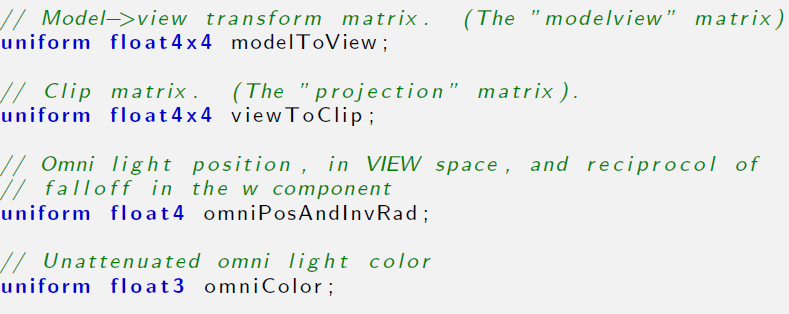 // Model−>view transform matrix. (The "modelview" matrix)
uniform float4x4 modelToView;
// Clip matrix. (The "projection" matrix).
uniform float4x4 viewToClip;
// Omni light position, in VIEW space, and reciprocol of
// falloff in the w component
uniform float4 omniPosAndInvRad;
// Unattenuated omni light color
uniform float3 omniColor;